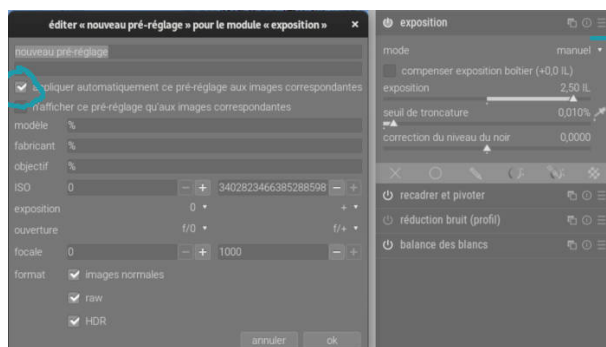 éditer « nouveau pré-réglage » pour le module « exposition » ×
nouveau pré-réglage
appliquer automatiquement ce pré-réglage aux images correspondantes
n'afficher ce pré-réglage qu'aux images correspondantes
modèle %
fabricant %
objectif %
ISO 0 − + 340282346638528859 − +
exposition 0 +
ouverture f/0 f/+
focale 0 − + 1000 − +
format images normales
raw
HDR
annuler ok
exposition
mode manuel
compenser exposition boîtier (+0,0 IL)
exposition 2,50 IL
seuil de troncature 0,010%
correction du niveau du noir 0,0000
recadrer et pivoter
réduction bruit (profil)
balance des blancs